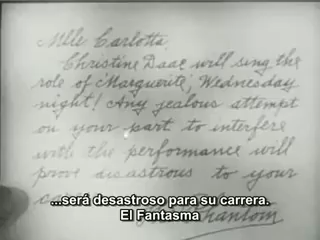 Mlle Carlotta,
Christine Daae will sing the
role of 'Marguerite', Wednesday
night! Any jealous attempt
on your part to interfere
with the performance will
prove disastrous to your
...será desastroso para su carrera.
El Fantasma
Phantom